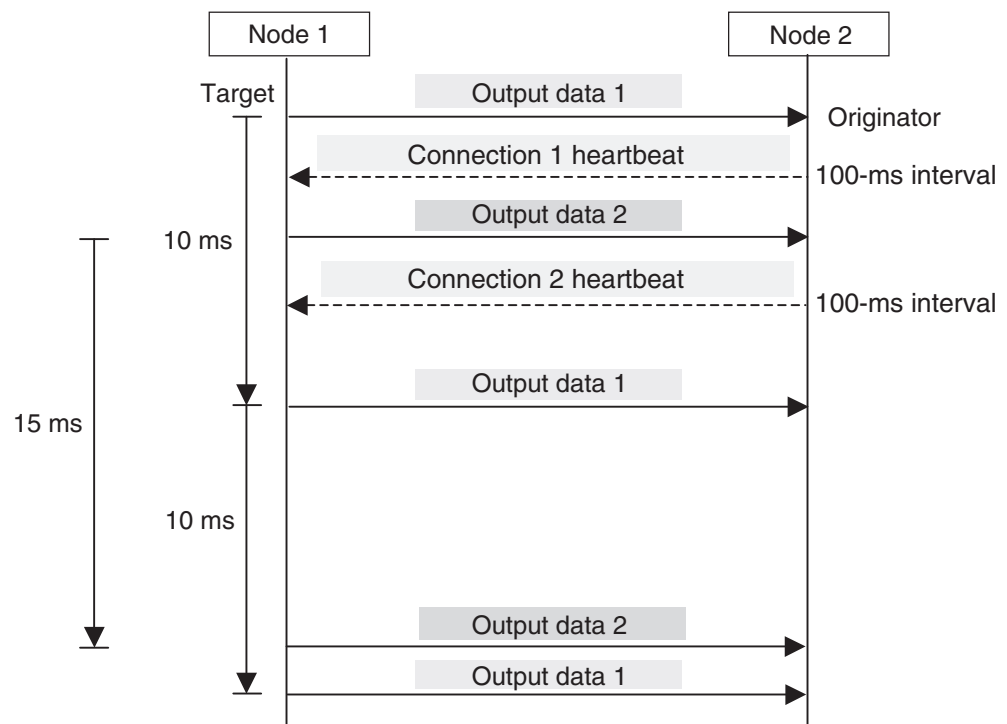 Node 1
Node 2
Target
Output data 1
Originator
Connection 1 heartbeat
100-ms interval
Output data 2
10 ms
Connection 2 heartbeat
100-ms interval
Output data 1
15 ms
10 ms
Output data 2
Output data 1